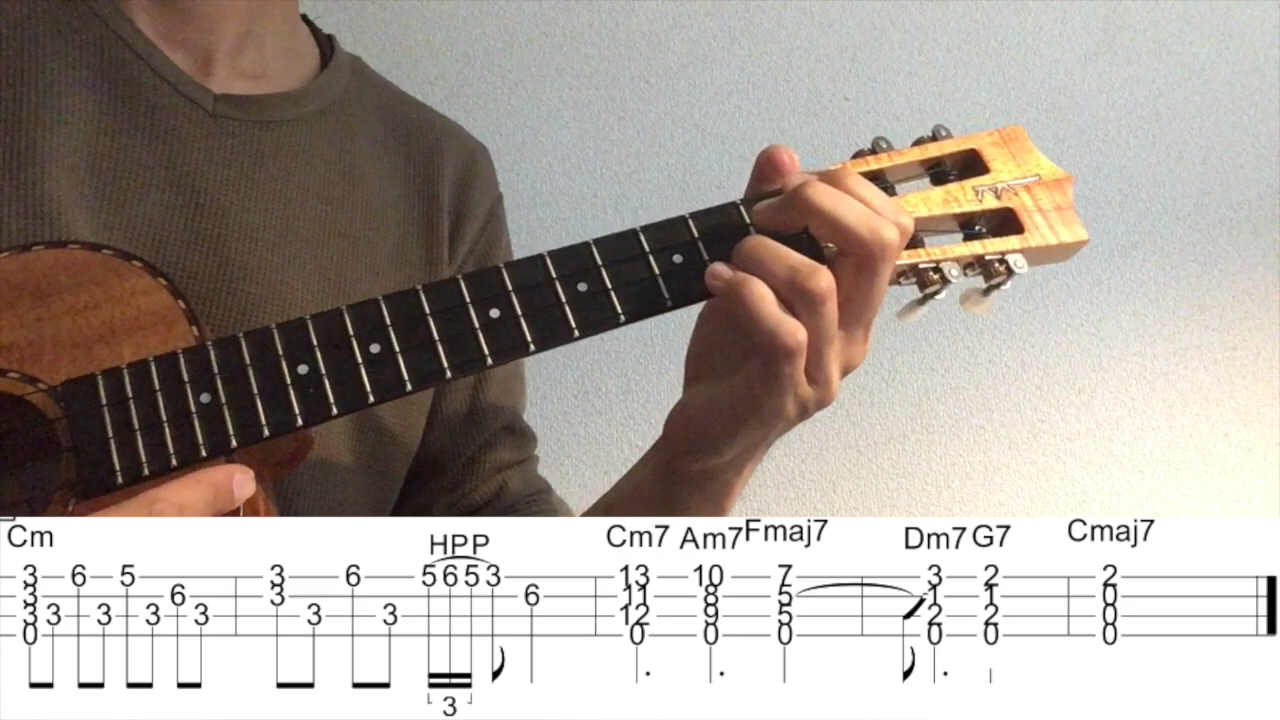 Cm Cm7 Am7 Fmaj7 Dm7 G7 Cmaj7
HPP
3 6 5 3 6 5 6 5 3 13 10 7 3 2 2
3 6 3 6 11 8 5 1 1 0
3 3 3 3 3 3 3 12 9 5 2 2 0
0 0 0 0 0 0 0
3